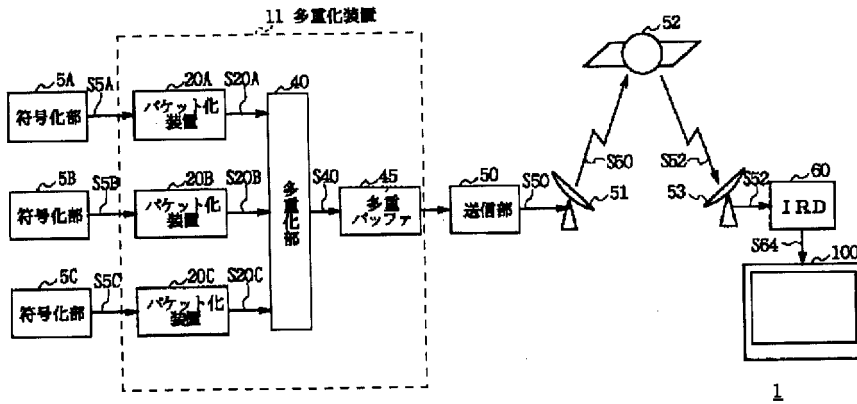 11 多重化装置
52
5A
S5A
20A
S20A
40
符号化部
パケット化
装置
5B
S5B
20B
S20B
S40
45
50
S50
S50
S52
51
53
S52
60
符号化部
パケット化
装置
多重化部
多重
バッファ
送信部
IRD
S64
100
5C
S5C
20C
S20C
符号化部
パケット化
装置
1